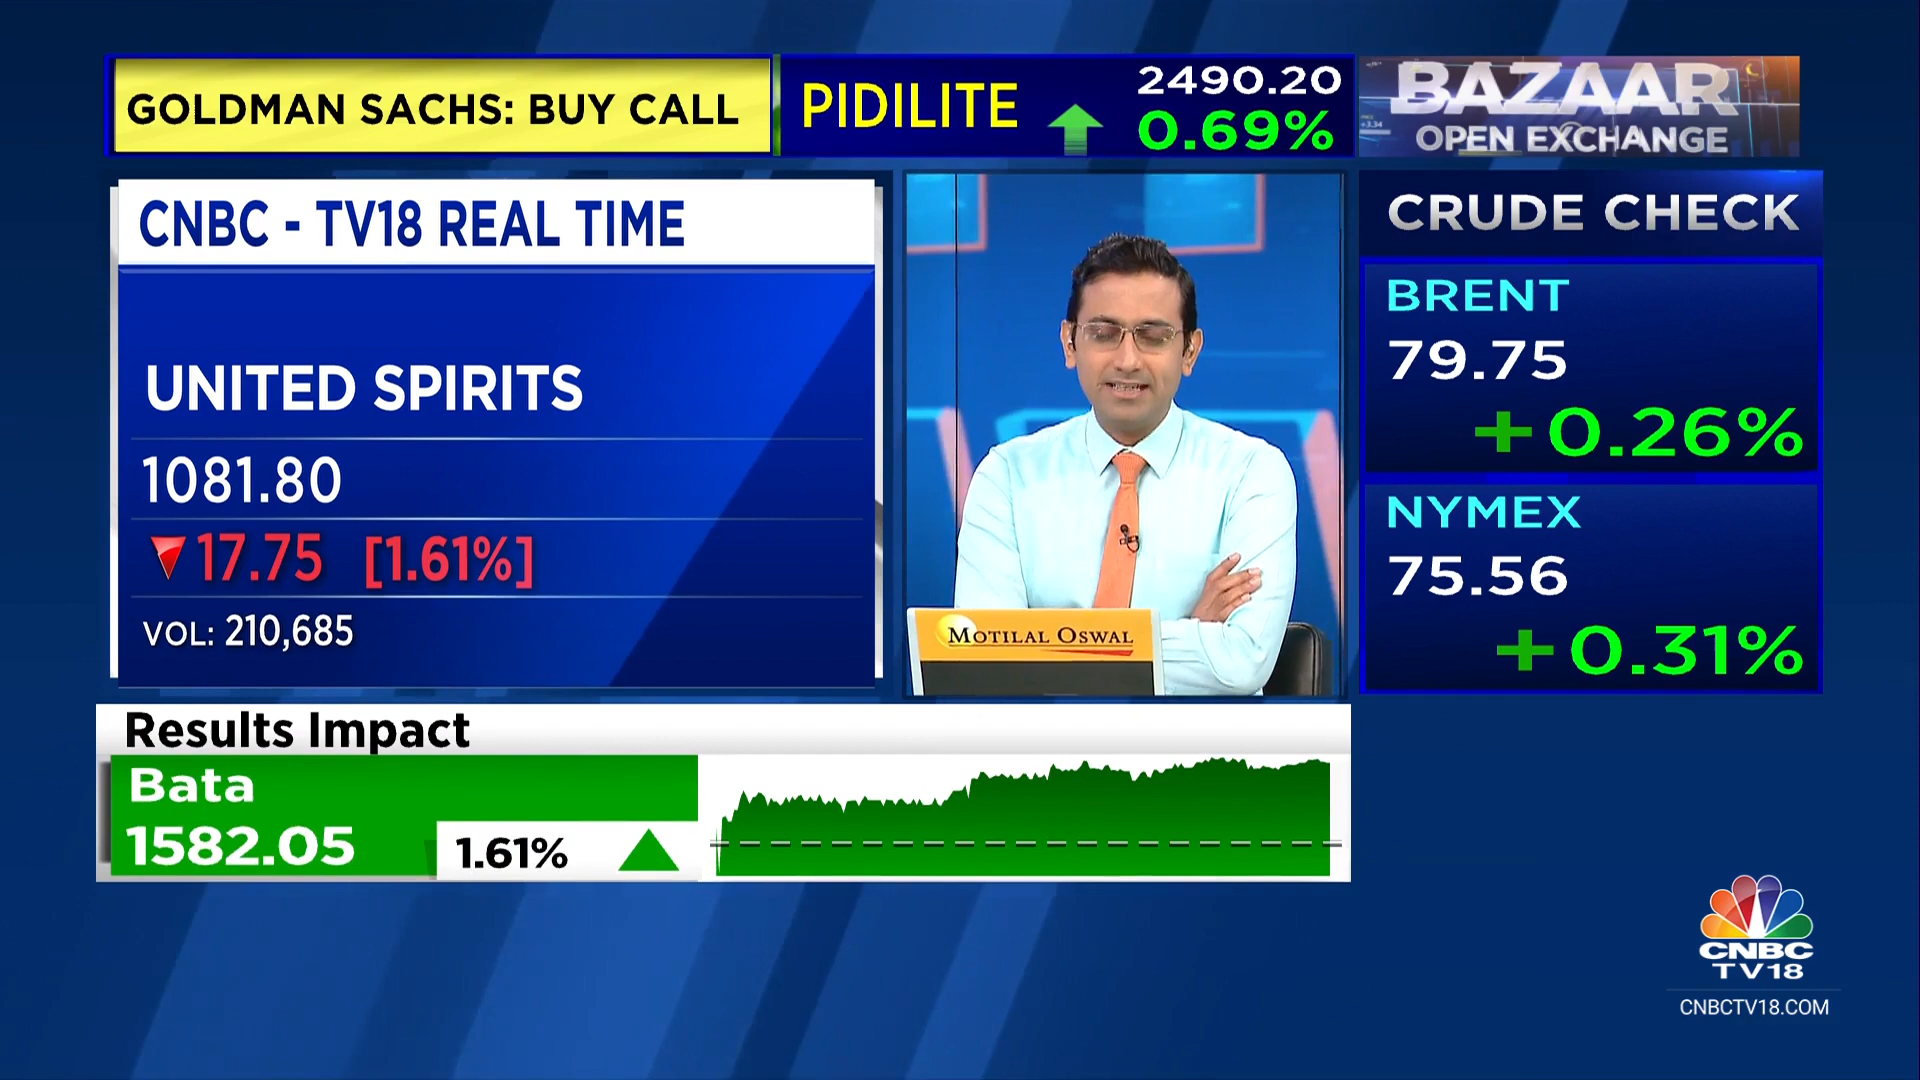 GOLDMAN SACHS: BUY CALL
PIDILITE
2490.20
0.69%
BAZAAR
OPEN EXCHANGE
CNBC - TV18 REAL TIME
UNITED SPIRITS
1081.80
▼17.75 [1.61%]
VOL: 210,685
MOTILAL OSWAL
CRUDE CHECK
BRENT
79.75
+0.26%
NYMEX
75.56
+0.31%
Results Impact
Bata
1582.05
1.61%
CNBC
TV18
CNBCTV18.COM